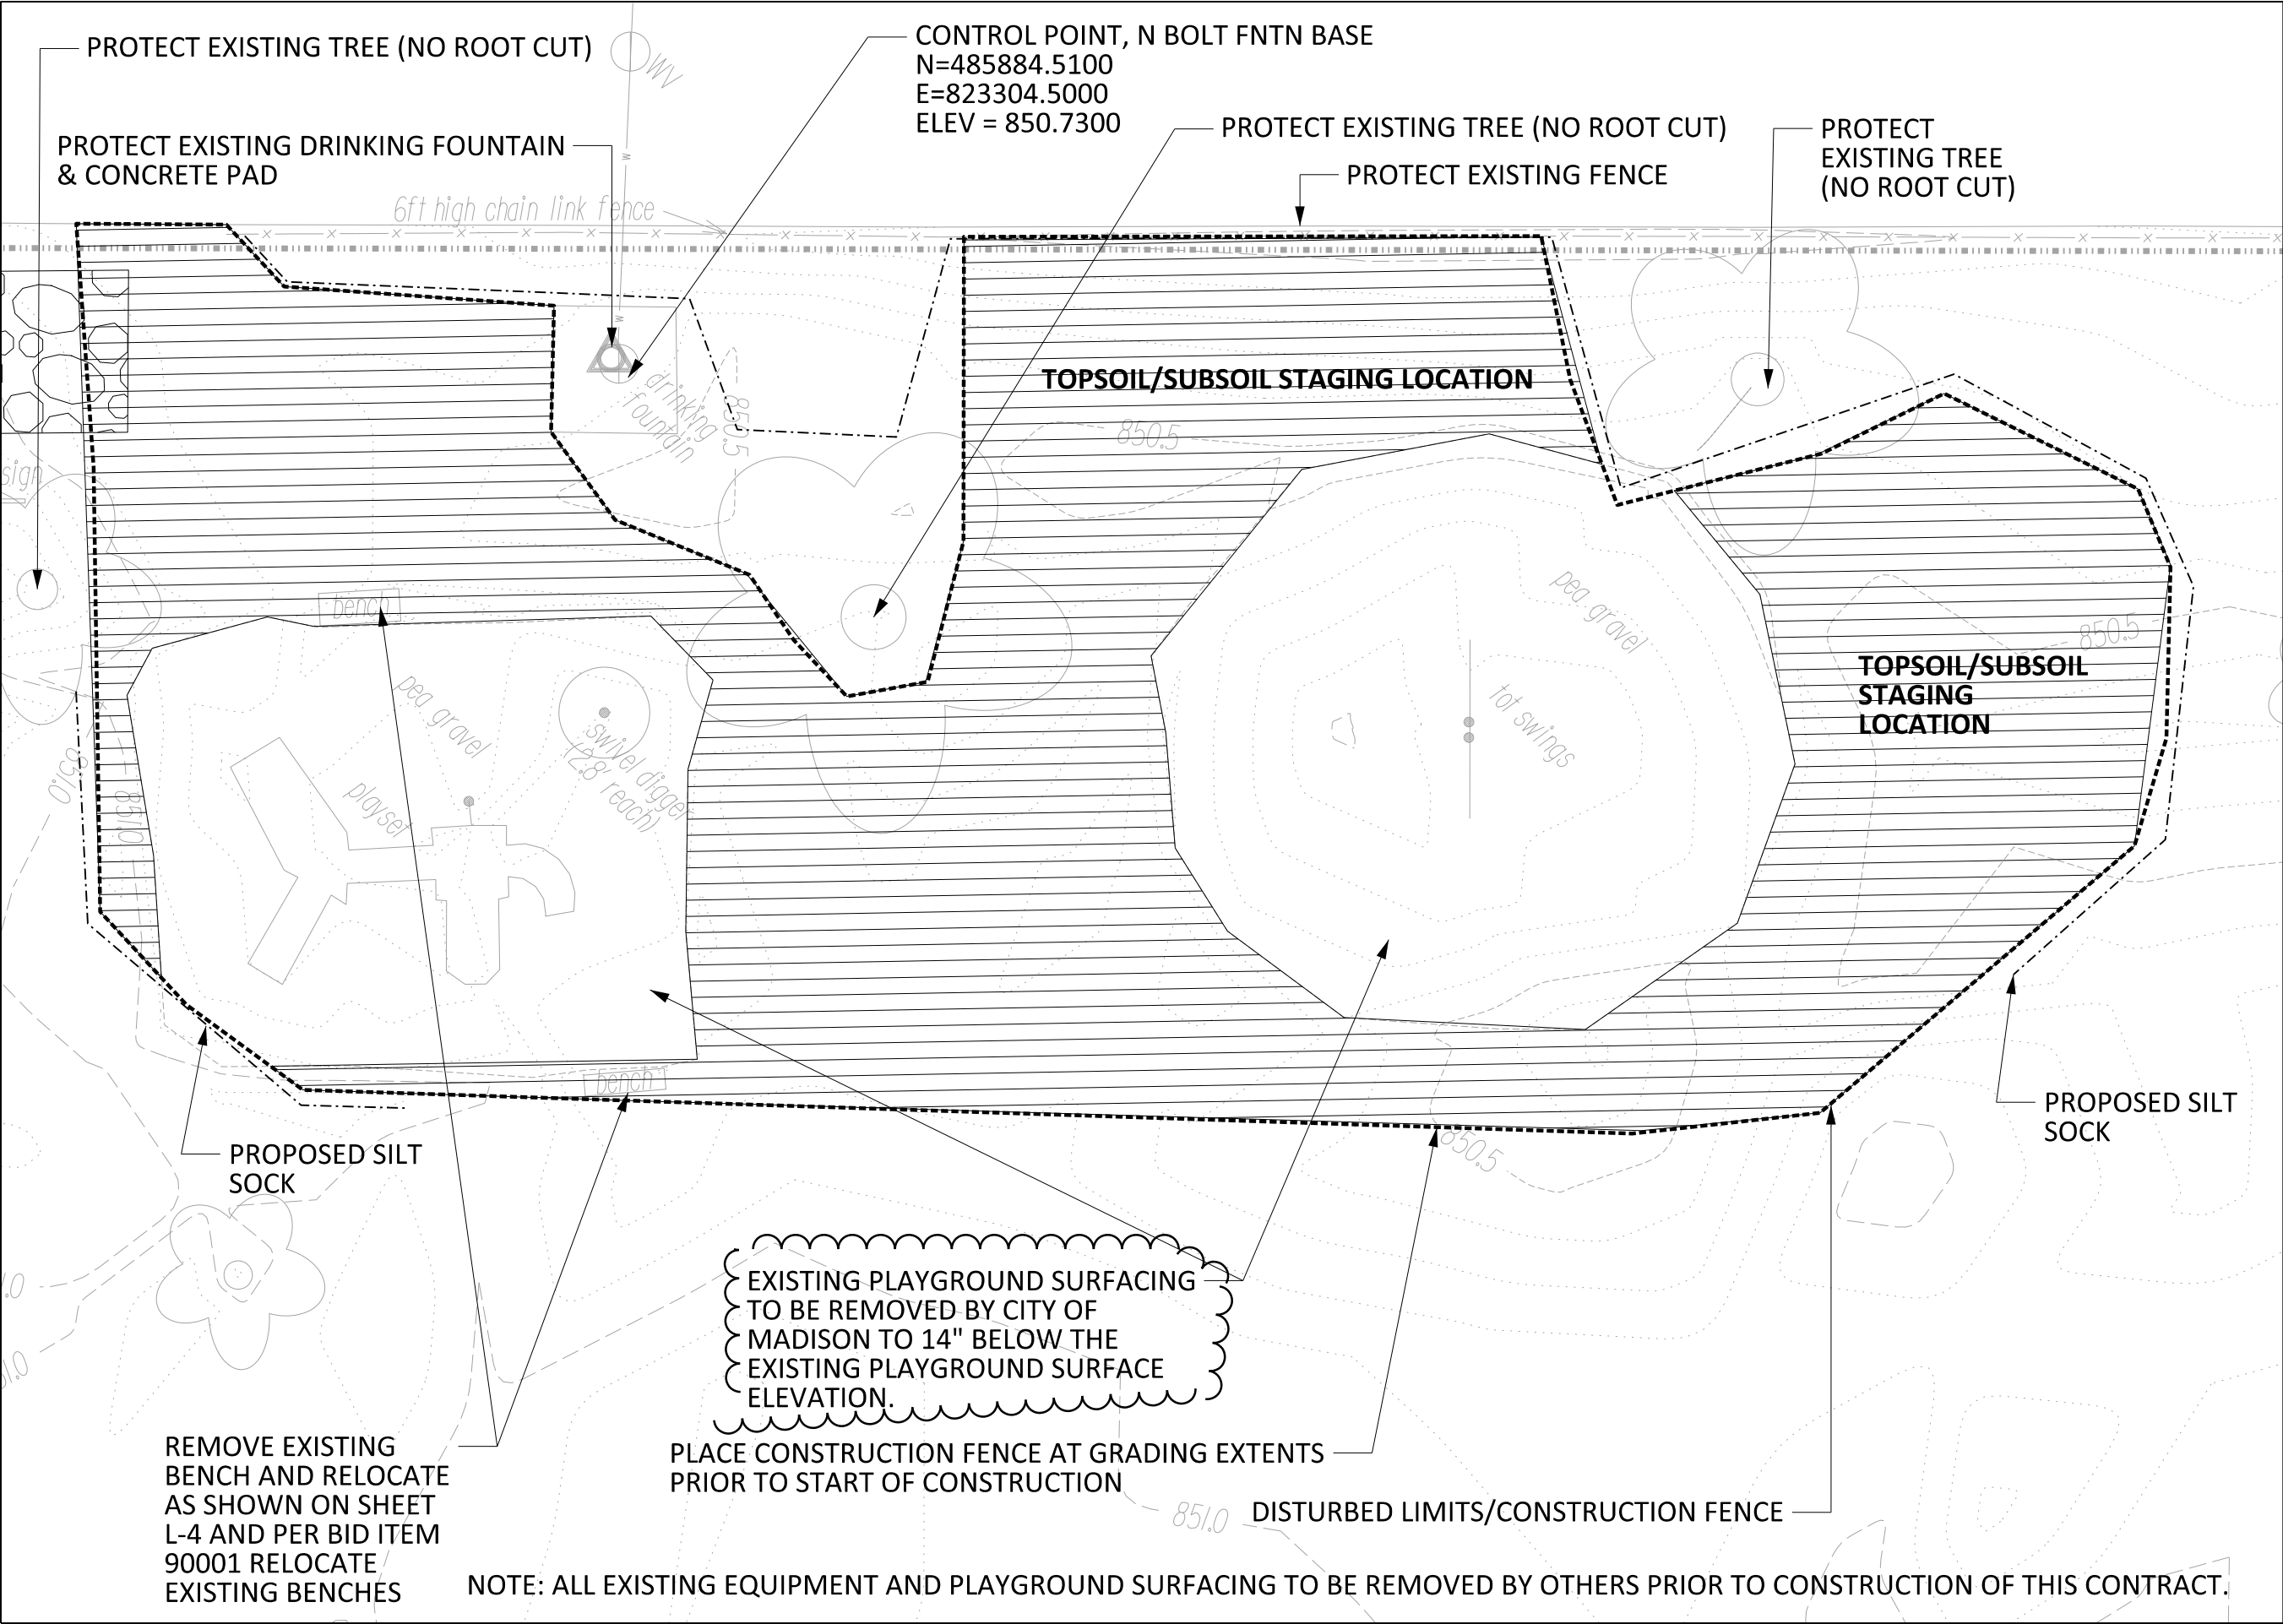 PROTECT EXISTING TREE (NO ROOT CUT)
WV
CONTROL POINT, N BOLT FNTN BASE
N=485884.5100
E=823304.5000
ELEV = 850.7300
PROTECT EXISTING DRINKING FOUNTAIN
& CONCRETE PAD
PROTECT EXISTING TREE (NO ROOT CUT)
PROTECT EXISTING FENCE
PROTECT
EXISTING TREE
(NO ROOT CUT)
W
6ft high chain link fence
W
drinking
fountain
850.5
TOPSOIL/SUBSOIL STAGING LOCATION
850.5
sign
bench
pea gravel
850.5
TOPSOIL/SUBSOIL
STAGING
LOCATION
pea gravel
swivel digger
(2.8' reach)
tot swings
playset
851.0
851.0
bench
PROPOSED SILT
SOCK
PROPOSED SILT
SOCK
850.5
EXISTING PLAYGROUND SURFACING
TO BE REMOVED BY CITY OF
MADISON TO 14" BELOW THE
EXISTING PLAYGROUND SURFACE
ELEVATION.
1.0
51.0
REMOVE EXISTING
BENCH AND RELOCATE
AS SHOWN ON SHEET
L-4 AND PER BID ITEM
90001 RELOCATE
EXISTING BENCHES
PLACE CONSTRUCTION FENCE AT GRADING EXTENTS
PRIOR TO START OF CONSTRUCTION
851.0
DISTURBED LIMITS/CONSTRUCTION FENCE
NOTE: ALL EXISTING EQUIPMENT AND PLAYGROUND SURFACING TO BE REMOVED BY OTHERS PRIOR TO CONSTRUCTION OF THIS CONTRACT.